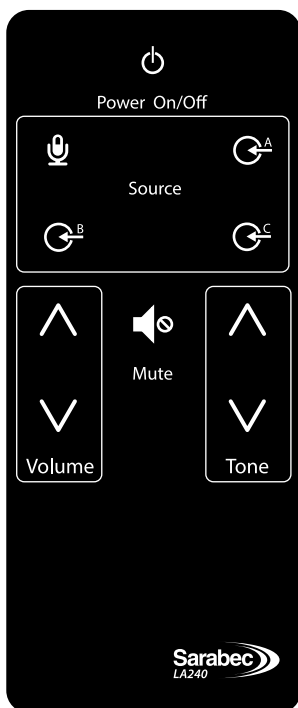 Power On/Off
A
Source
B
C
Mute
Volume
Tone
Sarabec
LA240